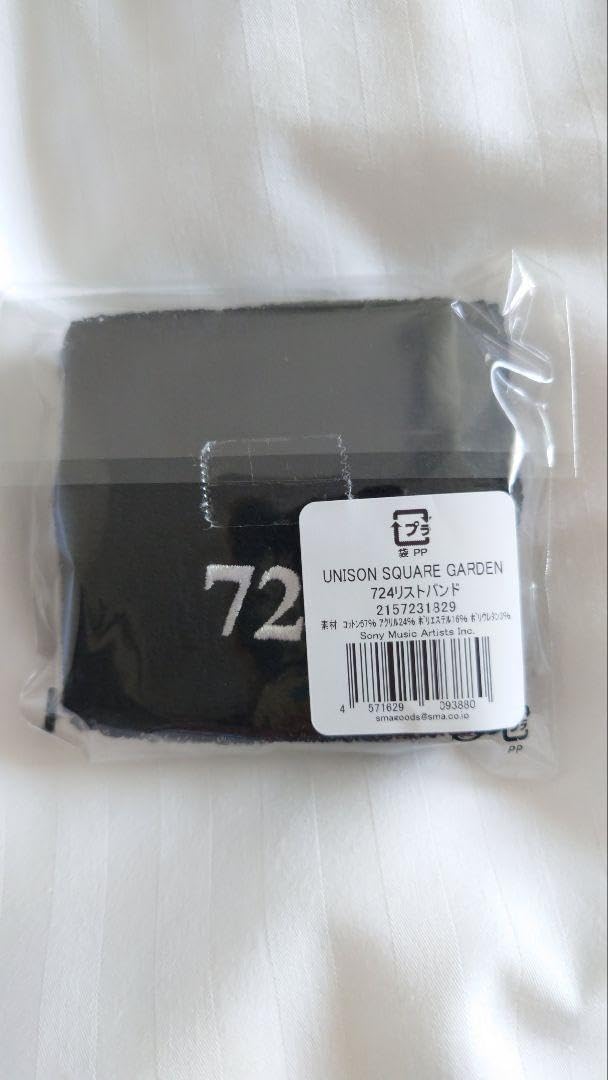 プラ
袋 PP
UNISON SQUARE GARDEN
724リストバンド
2157231829
素材 コットン57% アクリル24% ポリエステル16% ポリウレタン3%
Sony Music Artists Inc.
4 571629 093880
smagoods@sma.co.jp
72
PP